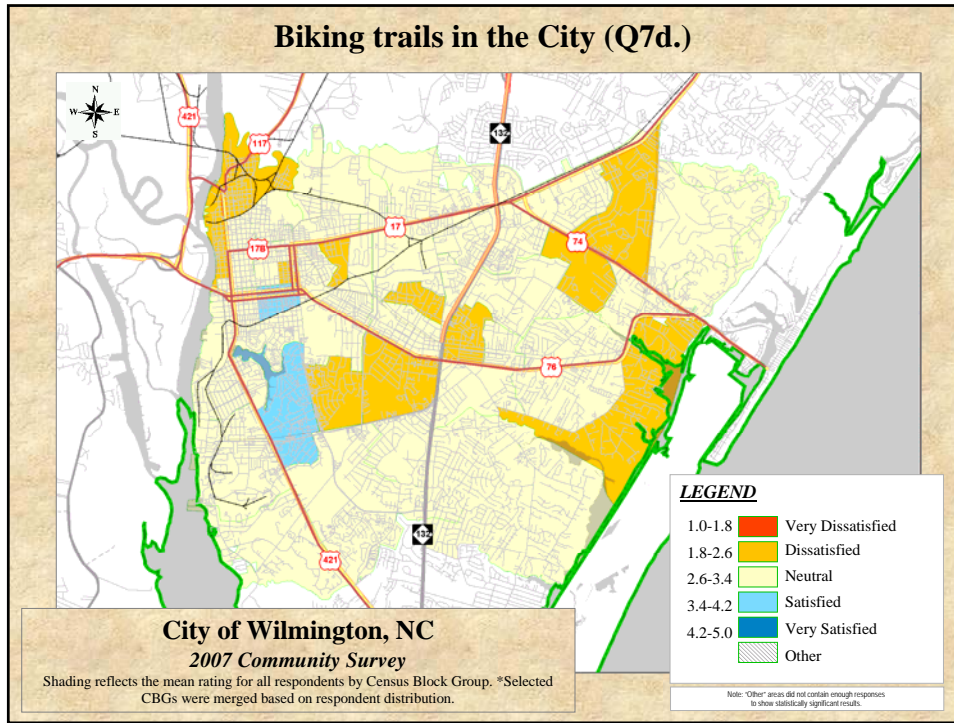 Biking trails in the City (Q7d.)
N
W E
S
421
117
132
17
17B
74
76
132
421
LEGEND
1.0-1.8 Very Dissatisfied
1.8-2.6 Dissatisfied
2.6-3.4 Neutral
3.4-4.2 Satisfied
4.2-5.0 Very Satisfied
Other
City of Wilmington, NC
2007 Community Survey
Shading reflects the mean rating for all respondents by Census Block Group. *Selected
CBGs were merged based on respondent distribution.
Note: "Other" areas did not contain enough responses
to show statistically significant results.